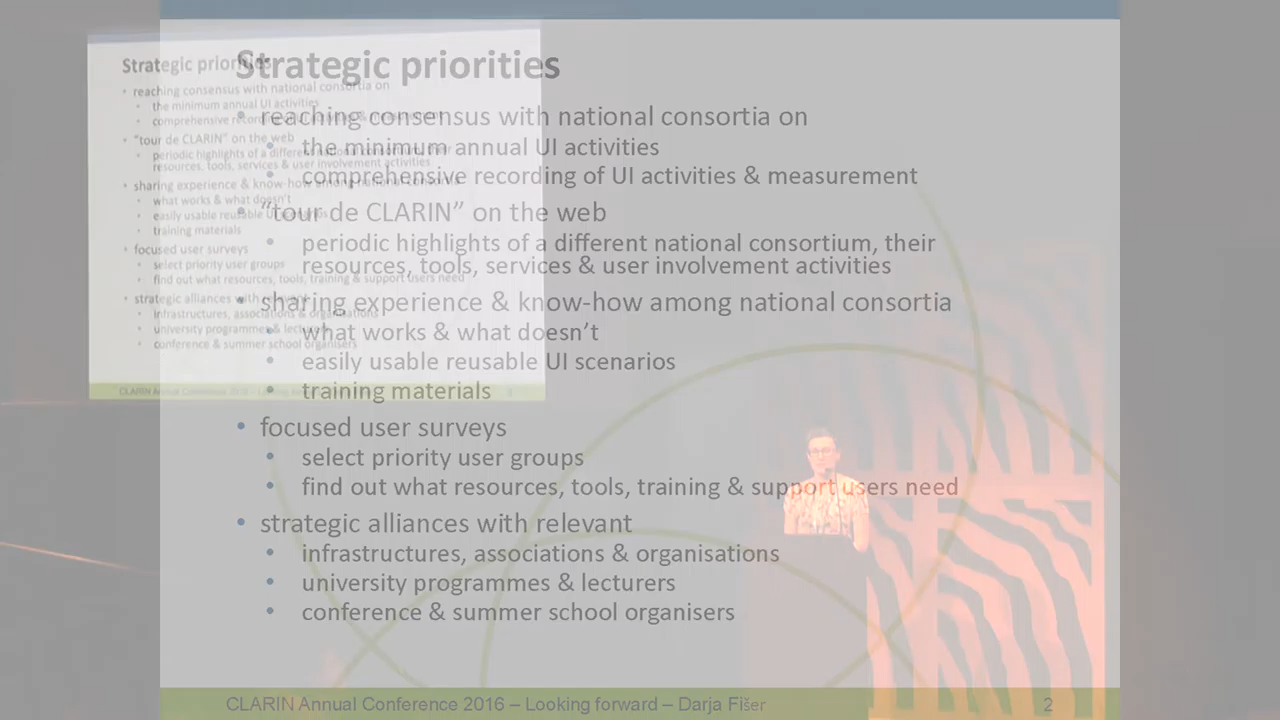 Strategic priorities
• reaching consensus with national consortia on
• the minimum annual UI activities
• comprehensive recording of UI activities & measurement
• “tour de CLARIN” on the web
• periodic highlights of a different national consortium, their
resources, tools, services & user involvement activities
• sharing experience & know-how among national consortia
• what works & what doesn’t
• easily usable reusable UI scenarios
• training materials
• focused user surveys
• select priority user groups
• find out what resources, tools, training & support users need
• strategic alliances with relevant
• infrastructures, associations & organisations
• university programmes & lecturers
• conference & summer school organisers
CLARIN Annual Conference 2016 – Looking forward – Darja Fišer 2